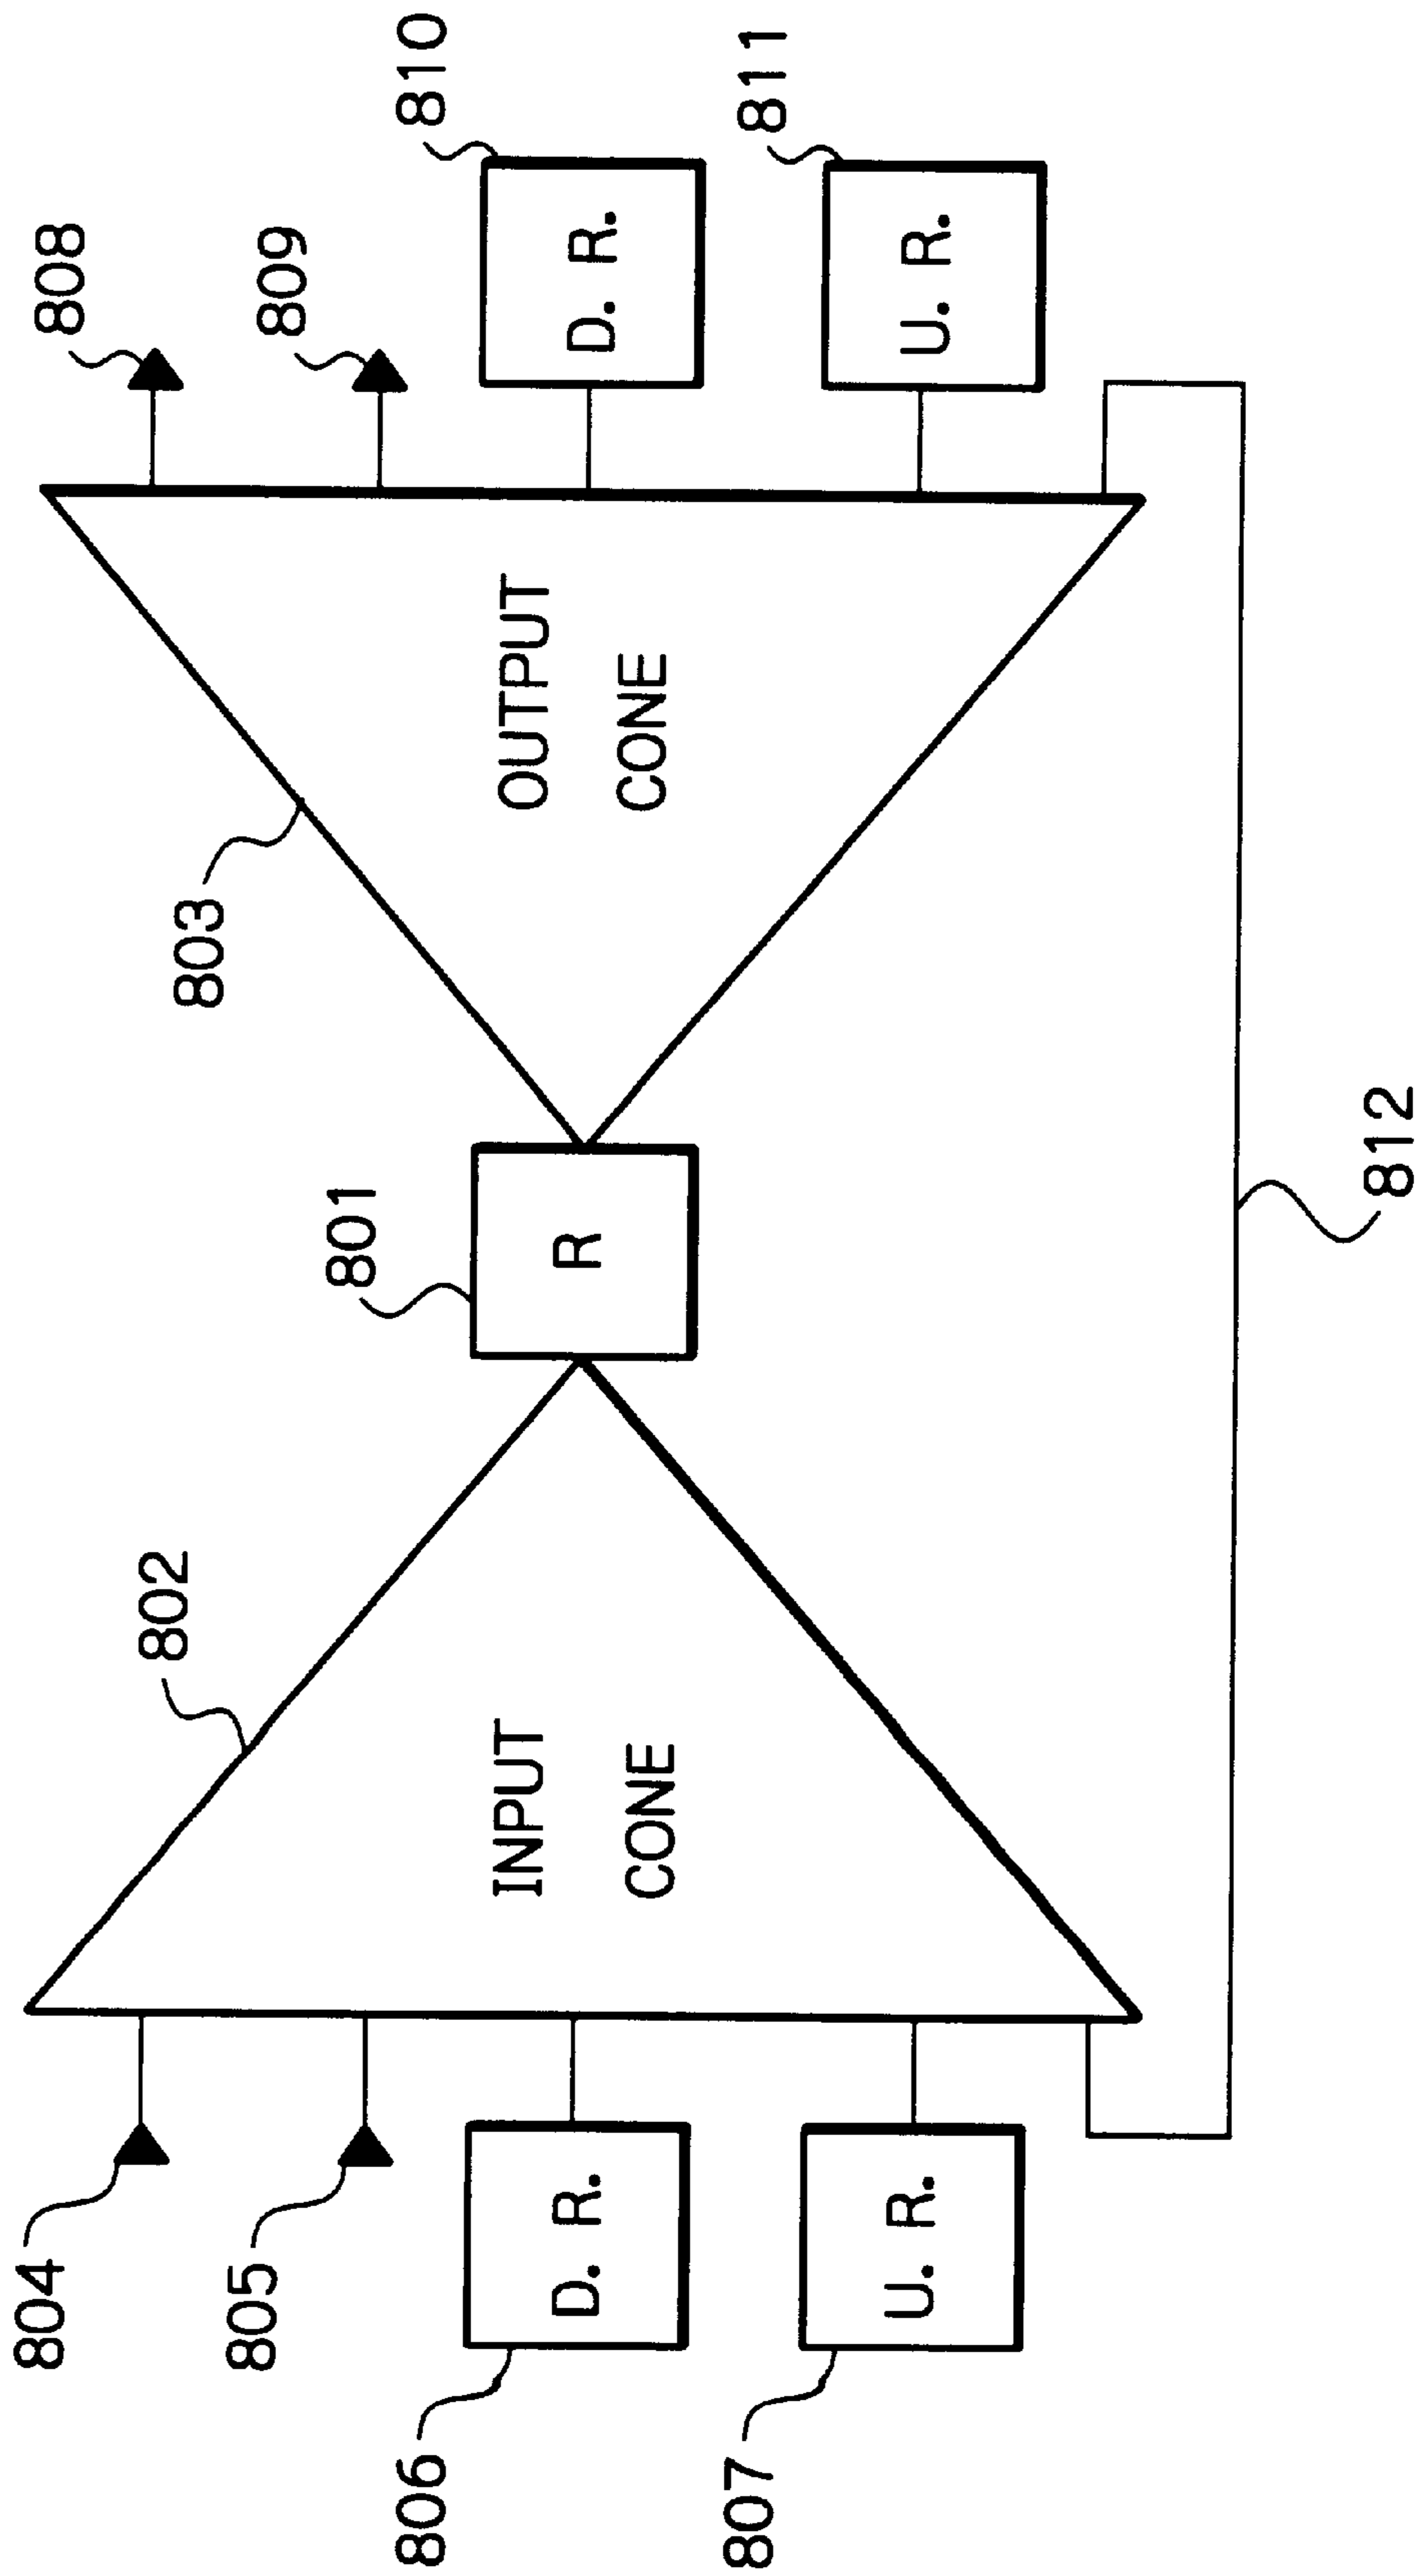 804
805
806
D. R.
807
U. R.
802
INPUT
CONE
801
R
812
803
OUTPUT
CONE
808
809
810
D. R.
811
U. R.